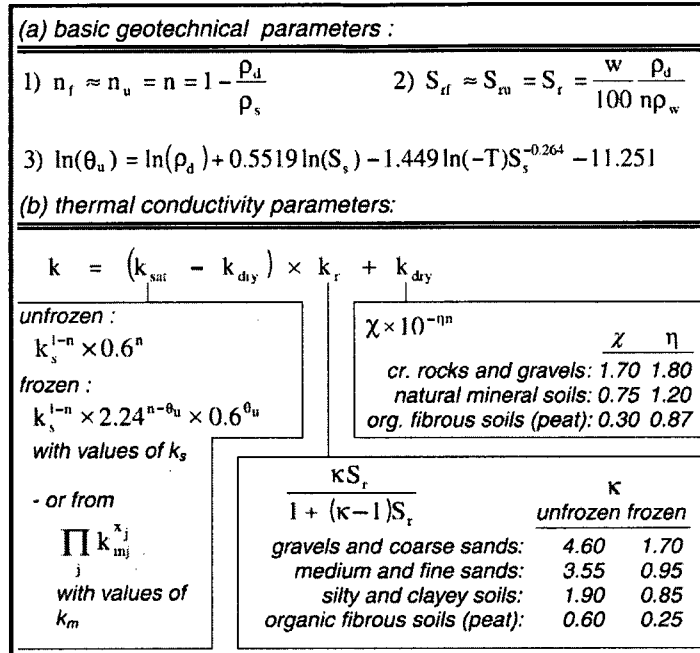 (a) basic geotechnical parameters :
1) n_f ≈ n_u = n = 1 − ρ_d / ρ_s
2) S_rf ≈ S_ru = S_r = w/100 ρ_d/nρ_w
3) ln(θ_u) = ln(ρ_d) + 0.5519 ln(S_s) − 1.449 ln(−T)S_s^−0.264 − 11.251
(b) thermal conductivity parameters:
k = (k_sat − k_dry) × k_r + k_dry
unfrozen :
k_s^1−n × 0.6^n
frozen :
k_s^1−n × 2.24^n−θ_u × 0.6^θ_u
with values of k_s
- or from
∏_j k_mj^x_j
with values of
k_m
χ × 10^−ηn
χ η
cr. rocks and gravels: 1.70 1.80
natural mineral soils: 0.75 1.20
org. fibrous soils (peat): 0.30 0.87
κS_r / 1 + (κ−1)S_r
κ
unfrozen frozen
gravels and coarse sands: 4.60 1.70
medium and fine sands: 3.55 0.95
silty and clayey soils: 1.90 0.85
organic fibrous soils (peat): 0.60 0.25